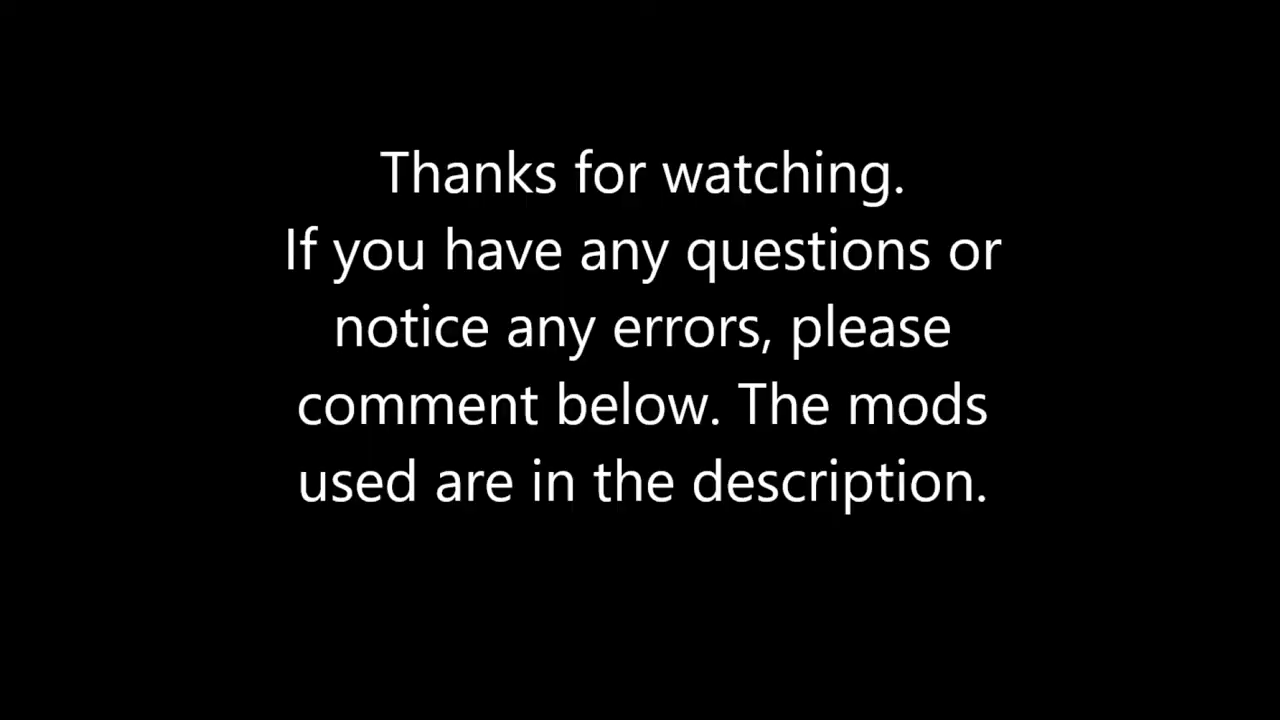 Thanks for watching.
If you have any questions or
notice any errors, please
comment below. The mods
used are in the description.